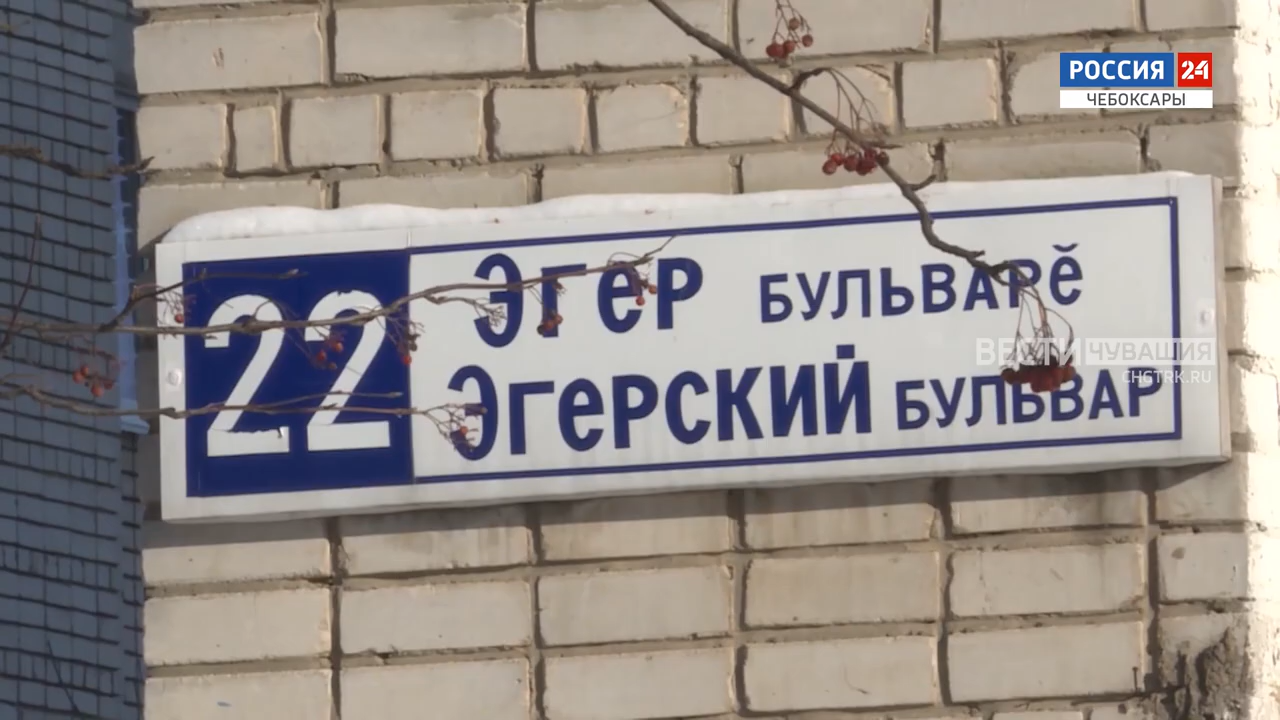 РОССИЯ 24
ЧЕБОКСАРЫ
22
Эгер бульварĕ
Эгерский бульвар
ВЕСТИ ЧУВАШИЯ
CHGTRK.RU